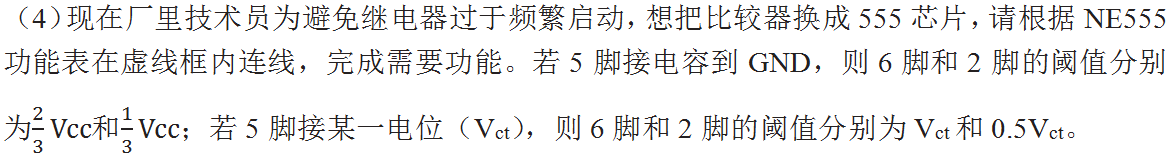 （4）现在厂里技术员为避免继电器过于频繁启动，想把比较器换成 555 芯片，请根据 NE555
功能表在虚线框内连线，完成需要功能。若 5 脚接电容到 GND，则 6 脚和 2 脚的阈值分别
为2/3 Vcc和1/3 Vcc；若 5 脚接某一电位（Vct），则 6 脚和 2 脚的阈值分别为 Vct 和 0.5Vct。